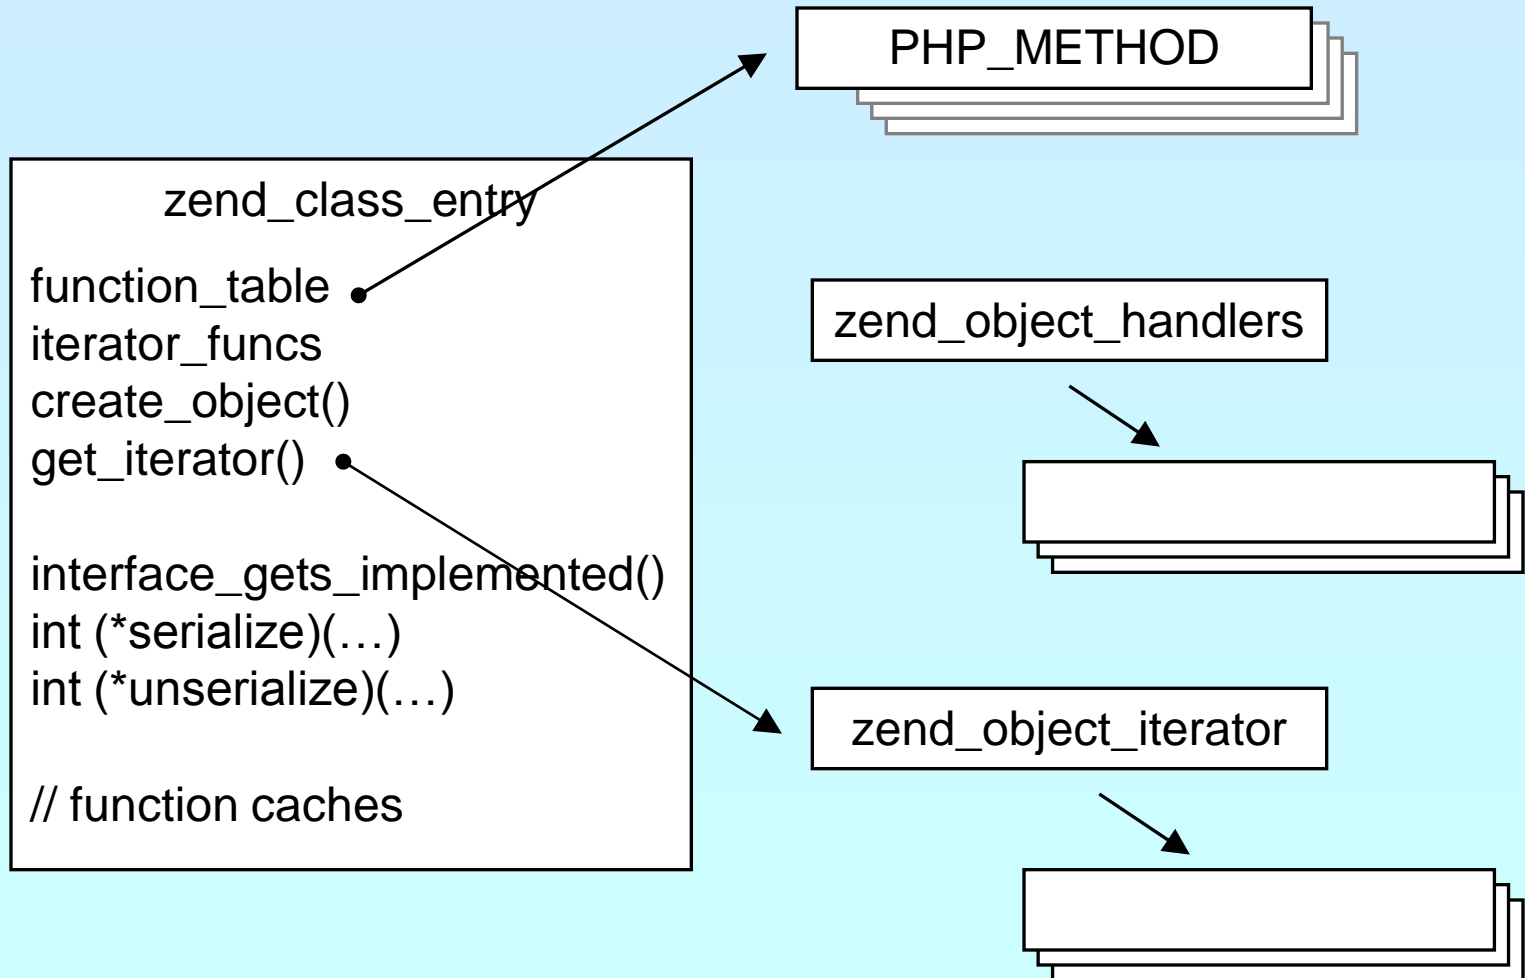 PHP_METHOD
zend_class_entry
function_table
iterator_funcs
create_object()
get_iterator()
interface_gets_implemented()
int (*serialize)(…)
int (*unserialize)(…)
// function caches
zend_object_handlers
zend_object_iterator